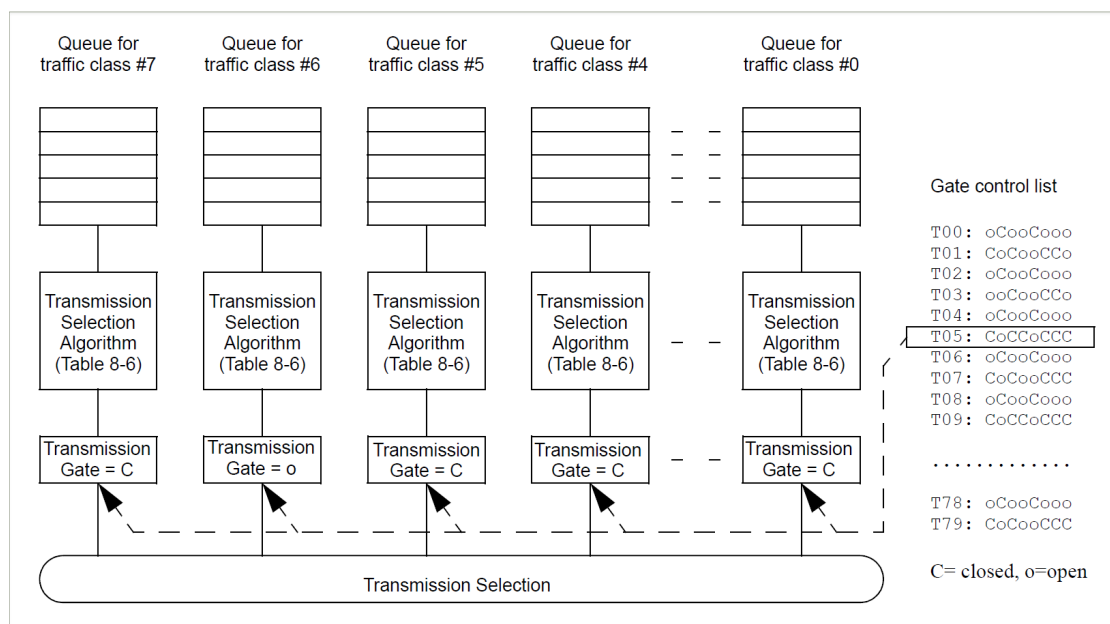 Queue for
traffic class #7
Queue for
traffic class #6
Queue for
traffic class #5
Queue for
traffic class #4
Queue for
traffic class #0
Transmission
Selection
Algorithm
(Table 8-6)
Transmission
Selection
Algorithm
(Table 8-6)
Transmission
Selection
Algorithm
(Table 8-6)
Transmission
Selection
Algorithm
(Table 8-6)
Transmission
Selection
Algorithm
(Table 8-6)
Transmission
Gate = C
Transmission
Gate = o
Transmission
Gate = C
Transmission
Gate = C
Transmission
Gate = C
Transmission Selection
Gate control list
T00: oCooCooo
T01: CoCooCCo
T02: oCooCooo
T03: ooCooCCo
T04: oCooCooo
T05: CoCCoCCC
T06: oCooCooo
T07: CoCooCCC
T08: oCooCooo
T09: CoCCoCCC
.............
T78: oCooCooo
T79: CoCooCCC
C= closed, o=open